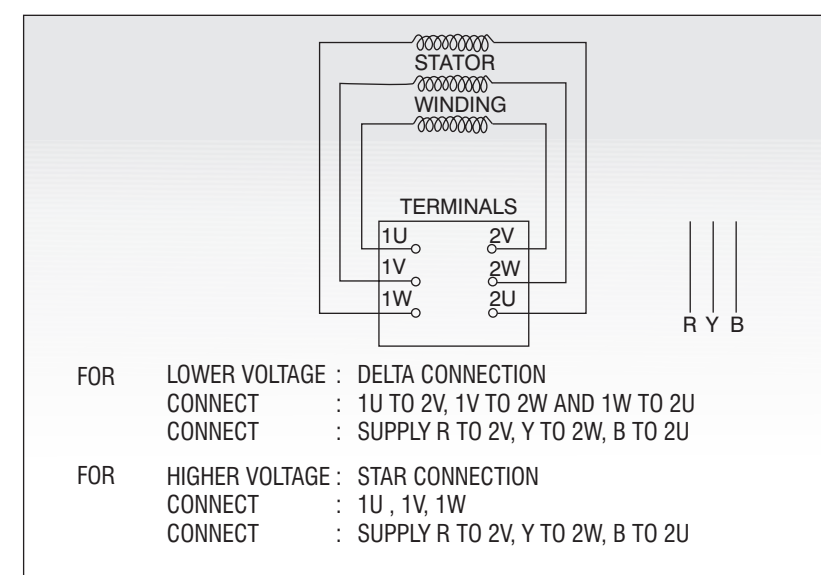 STATOR
WINDING
TERMINALS
1U 2V
1V 2W
1W 2U
R Y B
FOR LOWER VOLTAGE : DELTA CONNECTION
CONNECT : 1U TO 2V, 1V TO 2W AND 1W TO 2U
CONNECT : SUPPLY R TO 2V, Y TO 2W, B TO 2U
FOR HIGHER VOLTAGE : STAR CONNECTION
CONNECT : 1U , 1V, 1W
CONNECT : SUPPLY R TO 2V, Y TO 2W, B TO 2U